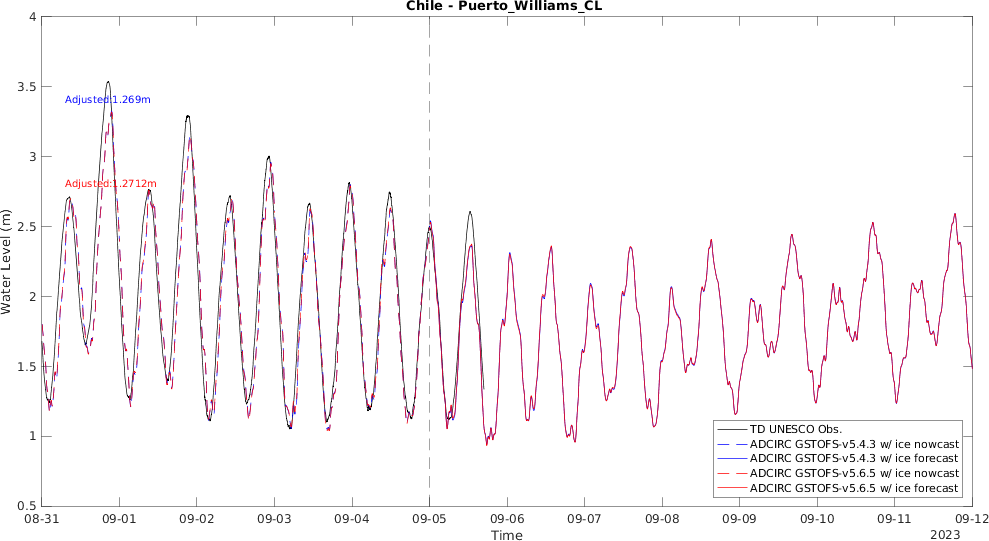 Chile - Puerto_Williams_CL
4
3.5
3
2.5
2
1.5
1
0.5
Water Level (m)
Adjusted:1.269m
Adjusted:1.2712m
TD UNESCO Obs.
ADCIRC GSTOFS-v5.4.3 w/ ice nowcast
ADCIRC GSTOFS-v5.4.3 w/ ice forecast
ADCIRC GSTOFS-v5.6.5 w/ ice nowcast
ADCIRC GSTOFS-v5.6.5 w/ ice forecast
08-31 09-01 09-02 09-03 09-04 09-05 09-06 09-07 09-08 09-09 09-10 09-11 09-12
Time
2023